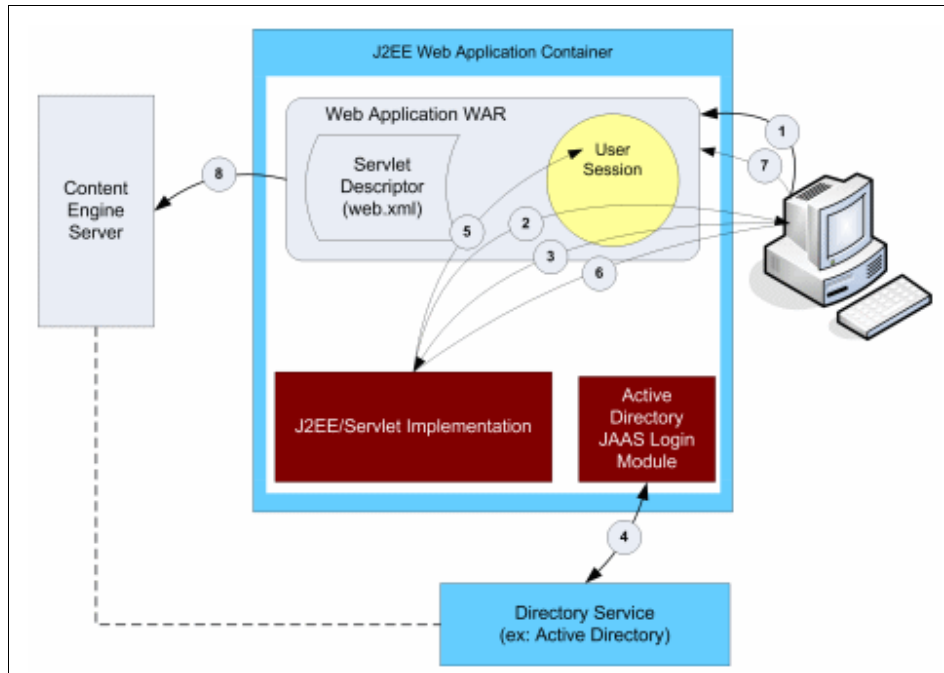 J2EE Web Application Container
Web Application WAR
User
Session
Servlet
Descriptor
(web.xml)
Content
Engine
Server
1
7
8
5
2
3
6
J2EE/Servlet Implementation
Active
Directory
JAAS Login
Module
4
Directory Service
(ex: Active Directory)